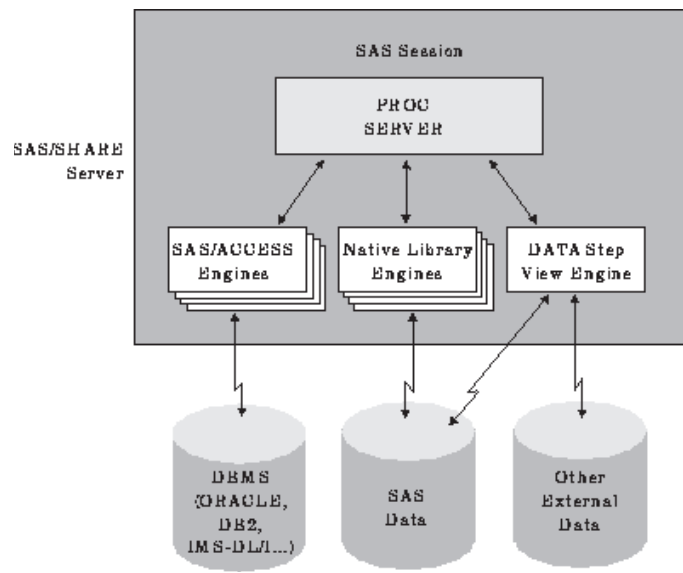 SAS Session
PROC
SERVER
SAS/SHARE
Server
SAS/ACCESS
Engines
Native Library
Engines
DATA Step
View Engine
DBMS
(ORACLE,
DB2,
IMS-DL/I...)
SAS
Data
Other
External
Data